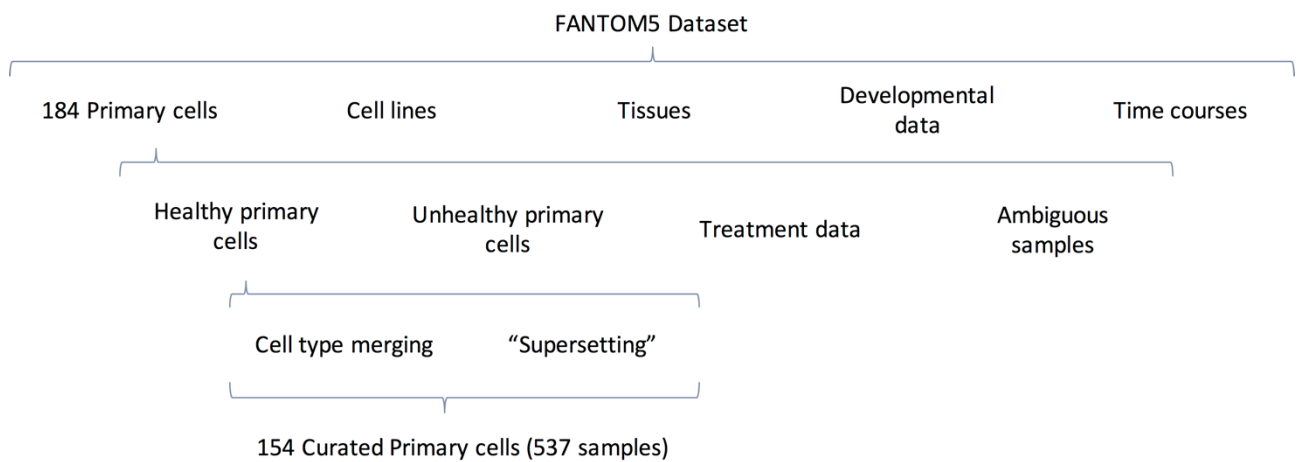 FANTOM5 Dataset
184 Primary cells
Cell lines
Tissues
Developmental
data
Time courses
Healthy primary
cells
Unhealthy primary
cells
Treatment data
Ambiguous
samples
Cell type merging
“Supersetting”
154 Curated Primary cells (537 samples)